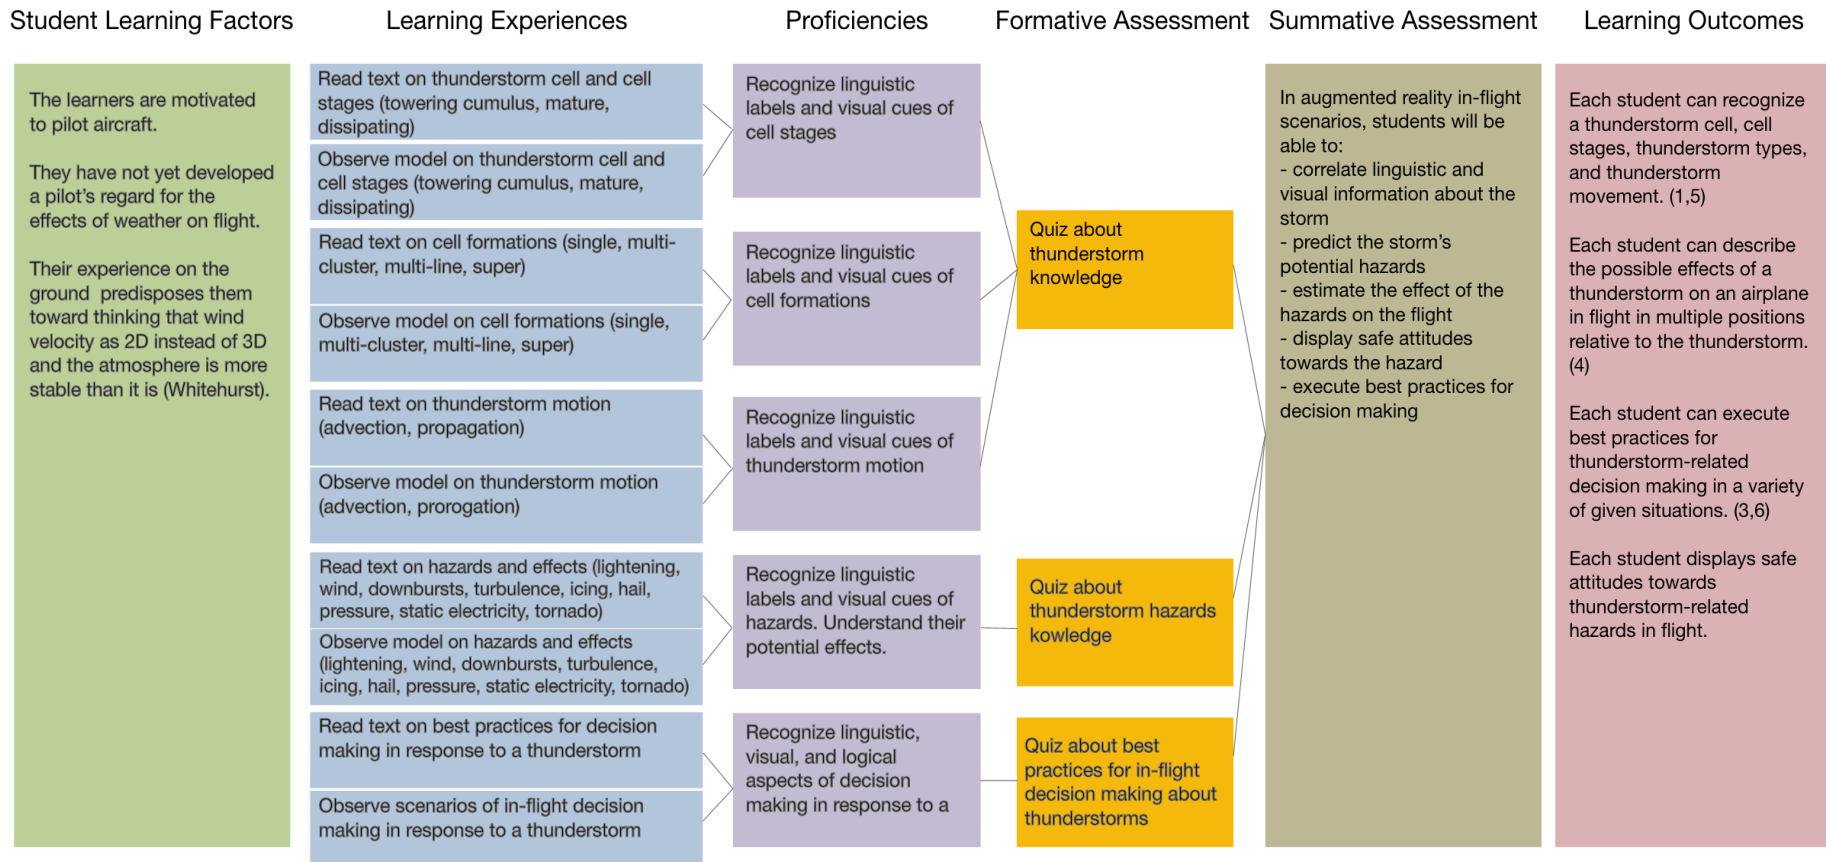 Student Learning Factors
Learning Experiences
Proficiencies
Formative Assessment
Summative Assessment
Learning Outcomes
The learners are motivated
to pilot aircraft.
They have not yet developed
a pilot's regard for the
effects of weather on flight.
Their experience on the
ground predisposes them
toward thinking that wind
velocity as 2D instead of 3D
and the atmosphere is more
stable than it is (Whitehurst).
Read text on thunderstorm cell and cell
stages (towering cumulus, mature,
dissipating)
Observe model on thunderstorm cell and
cell stages (towering cumulus, mature,
dissipating)
Read text on cell formations (single, multi-
cluster, multi-line, super)
Observe model on cell formations (single,
multi-cluster, multi-line, super)
Read text on thunderstorm motion
(advection, propagation)
Observe model on thunderstorm motion
(advection, prorogation)
Read text on hazards and effects (lightening,
wind, downbursts, turbulence, icing, hail,
pressure, static electricity, tornado)
Observe model on hazards and effects
(lightening, wind, downbursts, turbulence,
icing, hail, pressure, static electricity, tornado)
Read text on best practices for decision
making in response to a thunderstorm
Observe scenarios of in-flight decision
making in response to a thunderstorm
Recognize linguistic
labels and visual cues of
cell stages
Recognize linguistic
labels and visual cues of
cell formations
Recognize linguistic
labels and visual cues of
thunderstorm motion
Recognize linguistic
labels and visual cues of
hazards. Understand their
potential effects.
Recognize linguistic,
visual, and logical
aspects of decision
making in response to a
Quiz about
thunderstorm
knowledge
Quiz about
thunderstorm hazards
kowledge
Quiz about best
practices for in-flight
decision making about
thunderstorms
In augmented reality in-flight
scenarios, students will be
able to:
- correlate linguistic and
visual information about the
storm
- predict the storm's
potential hazards
- estimate the effect of the
hazards on the flight
- display safe attitudes
towards the hazard
- execute best practices for
decision making
Each student can recognize
a thunderstorm cell, cell
stages, thunderstorm types,
and thunderstorm
movement. (1,5)
Each student can describe
the possible effects of a
thunderstorm on an airplane
in flight in multiple positions
relative to the thunderstorm.
(4)
Each student can execute
best practices for
thunderstorm-related
decision making in a variety
of given situations. (3,6)
Each student displays safe
attitudes towards
thunderstorm-related
hazards in flight.